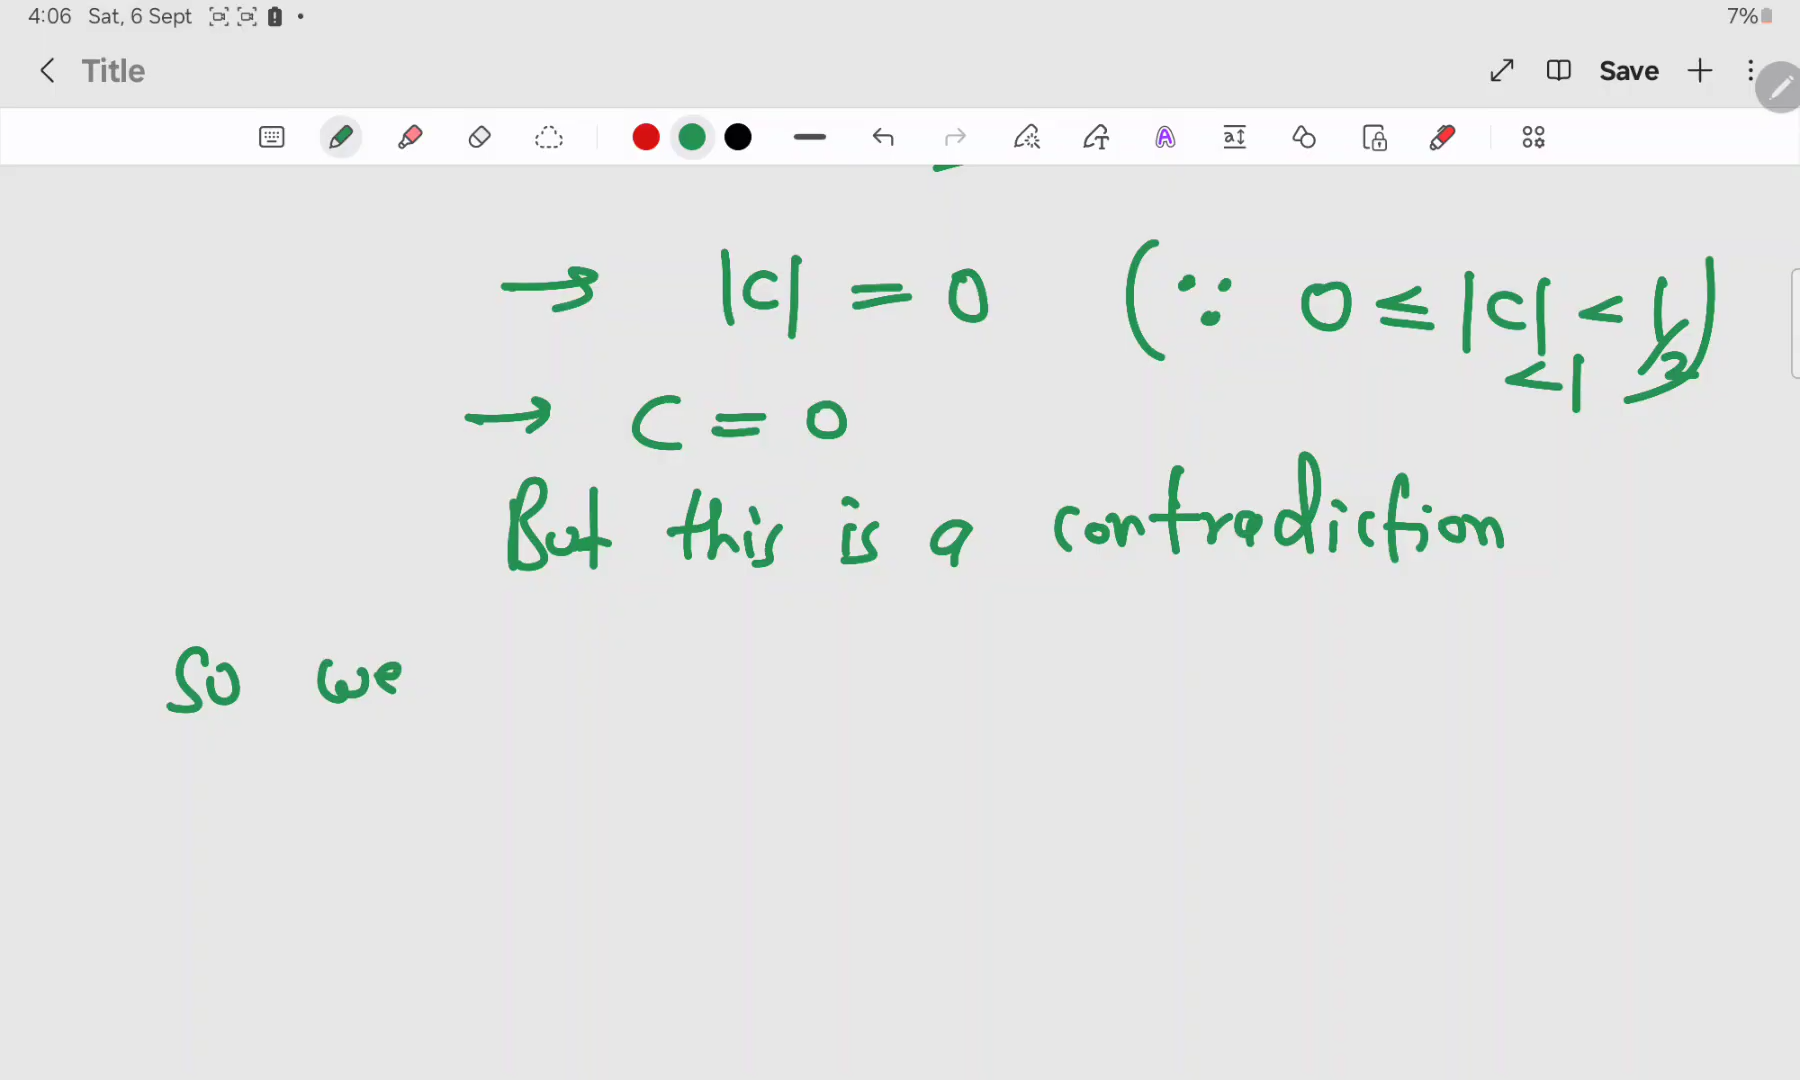 4:06 Sat, 6 Sept 7%
Title Save
→ |c| = 0 (∵ 0 ≤ |c| < 1/2)
< 1
→ C = 0
But this is a contradiction
So we